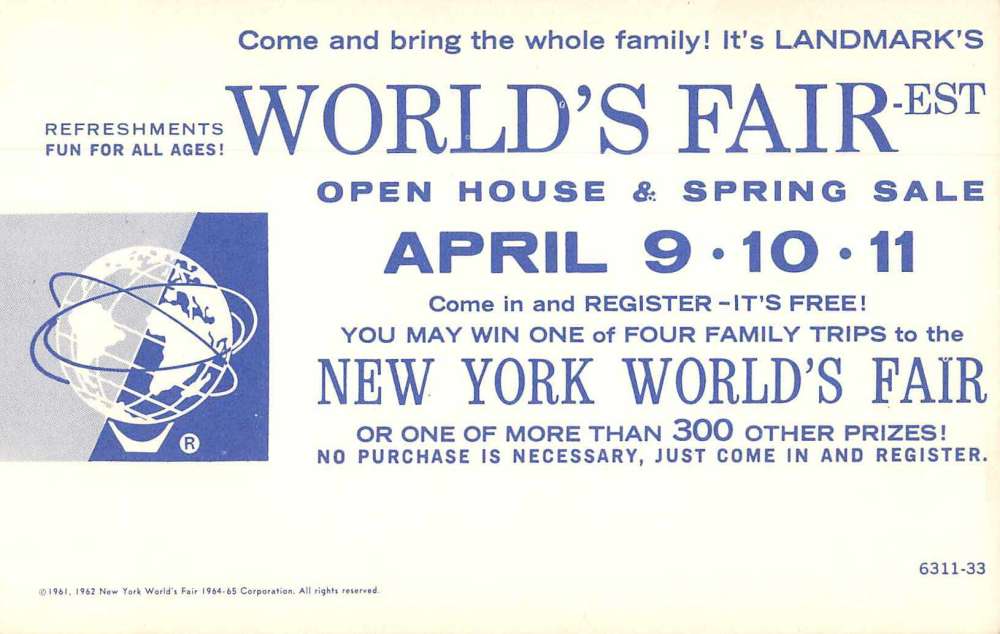 Come and bring the whole family! It's LANDMARK'S
REFRESHMENTS
FUN FOR ALL AGES!
WORLD'S FAIR-EST
OPEN HOUSE & SPRING SALE
APRIL 9 • 10 • 11
Come in and REGISTER – IT'S FREE!
YOU MAY WIN ONE of FOUR FAMILY TRIPS to the
NEW YORK WORLD'S FAIR
OR ONE OF MORE THAN 300 OTHER PRIZES!
NO PURCHASE IS NECESSARY, JUST COME IN AND REGISTER.
®
6311-33
© 1961, 1962 New York World's Fair 1964-65 Corporation. All rights reserved.